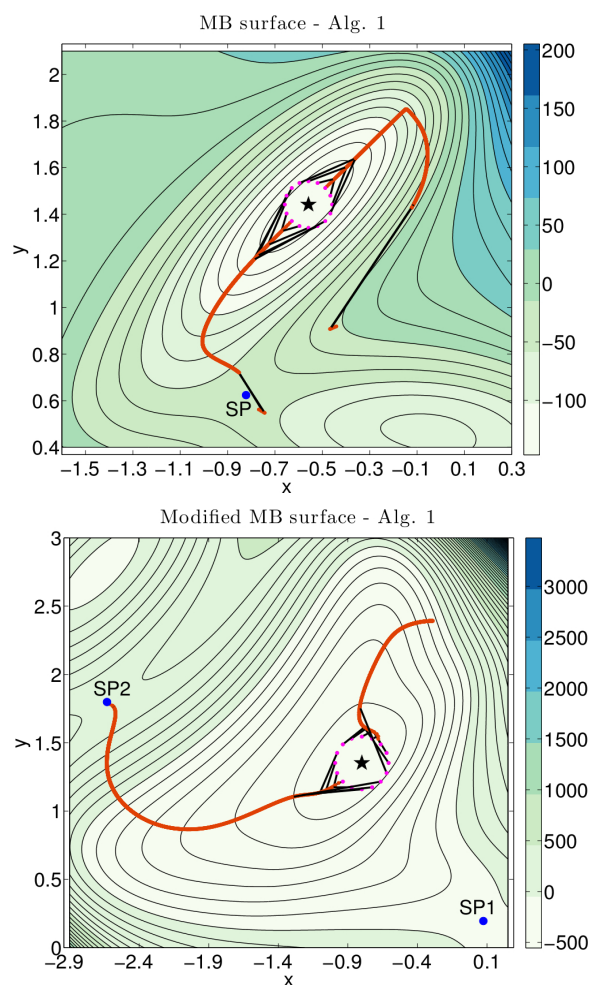 MB surface - Alg. 1
2
1.8
1.6
1.4
1.2
1
0.8
0.6
0.4
y
SP
−1.5 −1.3 −1.1 −0.9 −0.7 −0.5 −0.3 −0.1 0.1 0.3
x
200
150
100
50
0
−50
−100
Modified MB surface - Alg. 1
3
2.5
2
1.5
1
0.5
0
y
SP2
SP1
−2.9 −2.4 −1.9 −1.4 −0.9 −0.4 0.1
x
3000
2500
2000
1500
1000
500
0
−500